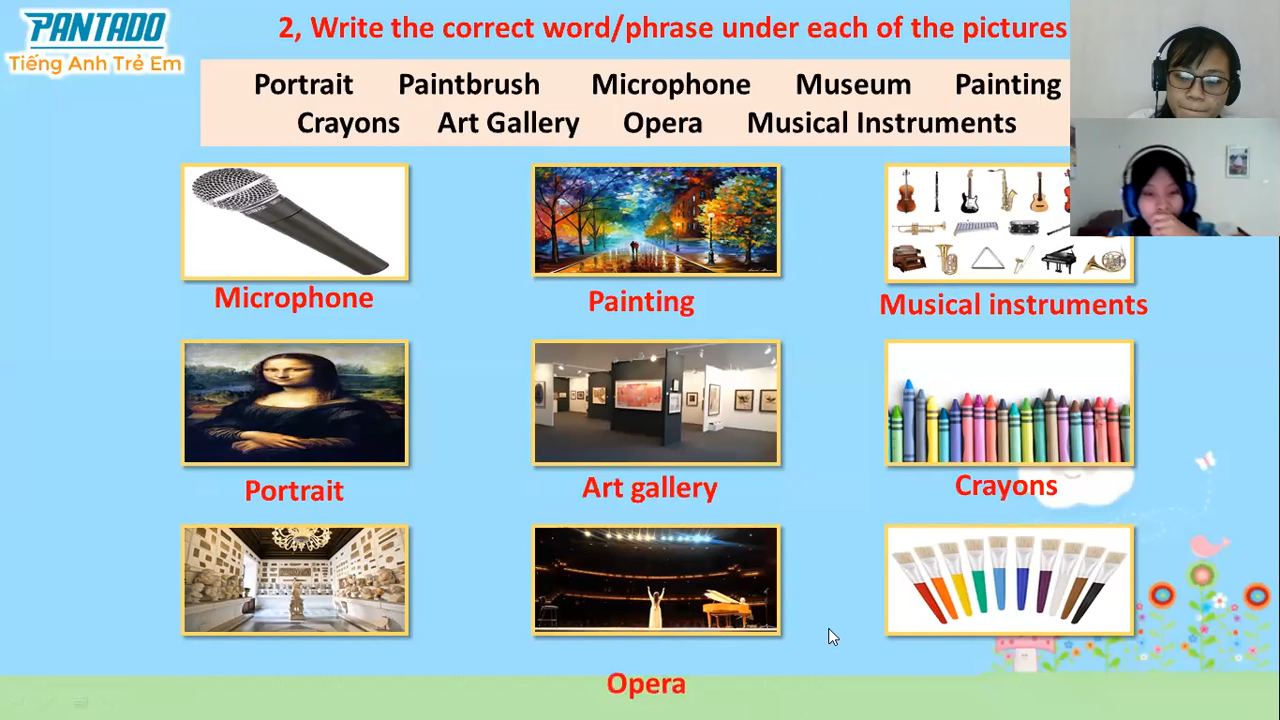 PANTADO
Tiếng Anh Trẻ Em
2, Write the correct word/phrase under each of the pictures
Portrait Paintbrush Microphone Museum Painting
Crayons Art Gallery Opera Musical Instruments
Microphone Painting Musical instruments
Portrait Art gallery Crayons
Opera